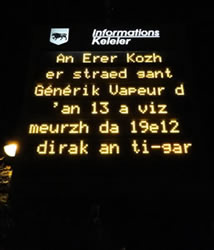 Informations
Keleier
An Erer Kozh
er straed gant
Générik Vapeur d
'an 13 a viz
meurzh da 19e12
dirak an ti-gar